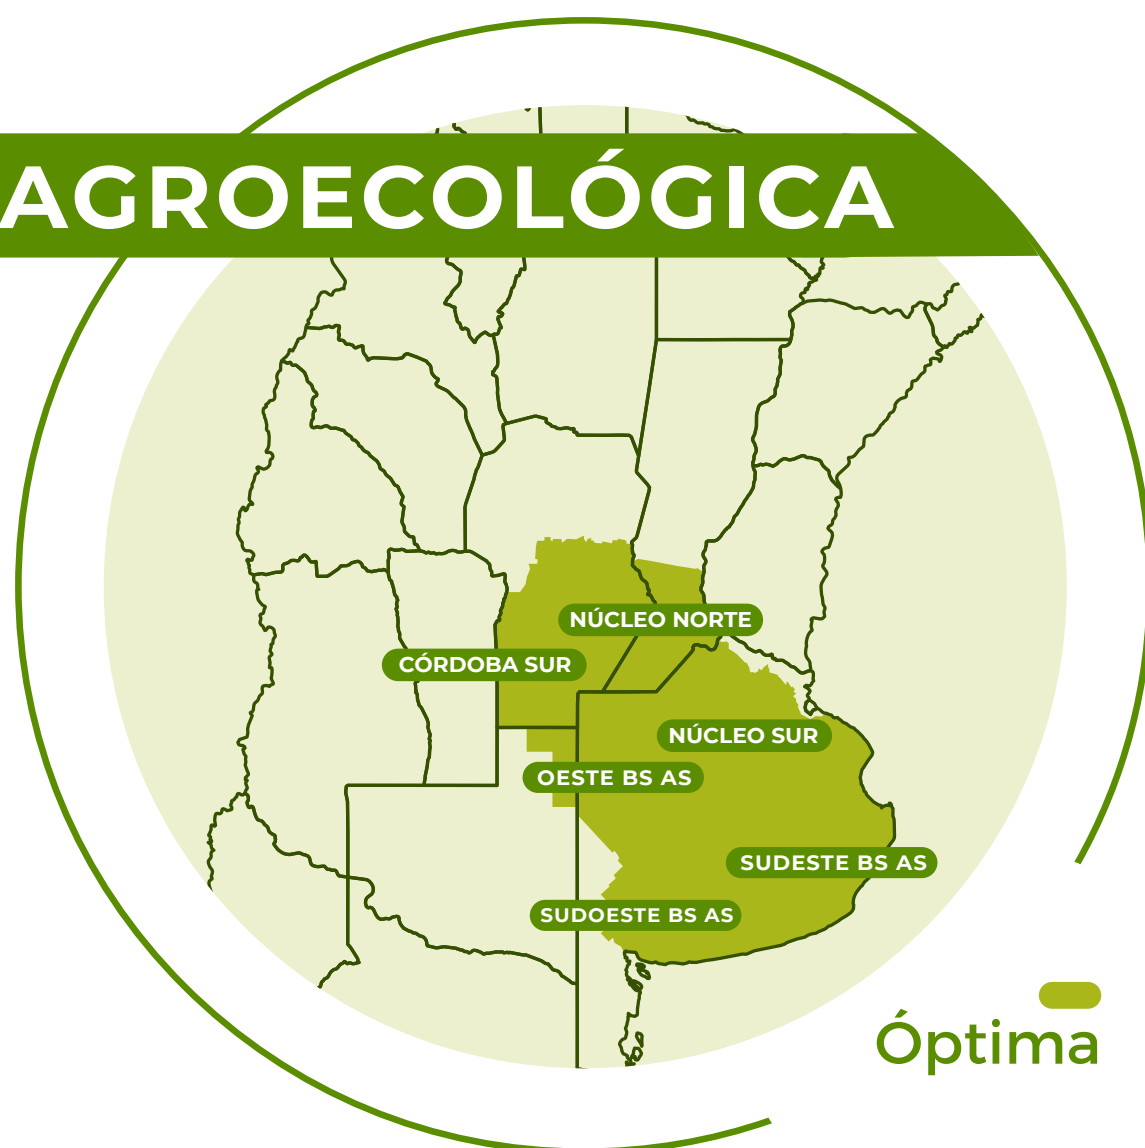 AGROECOLÓGICA
NÚCLEO NORTE
CÓRDOBA SUR
NÚCLEO SUR
OESTE BS AS
SUDESTE BS AS
SUDOESTE BS AS
Óptima